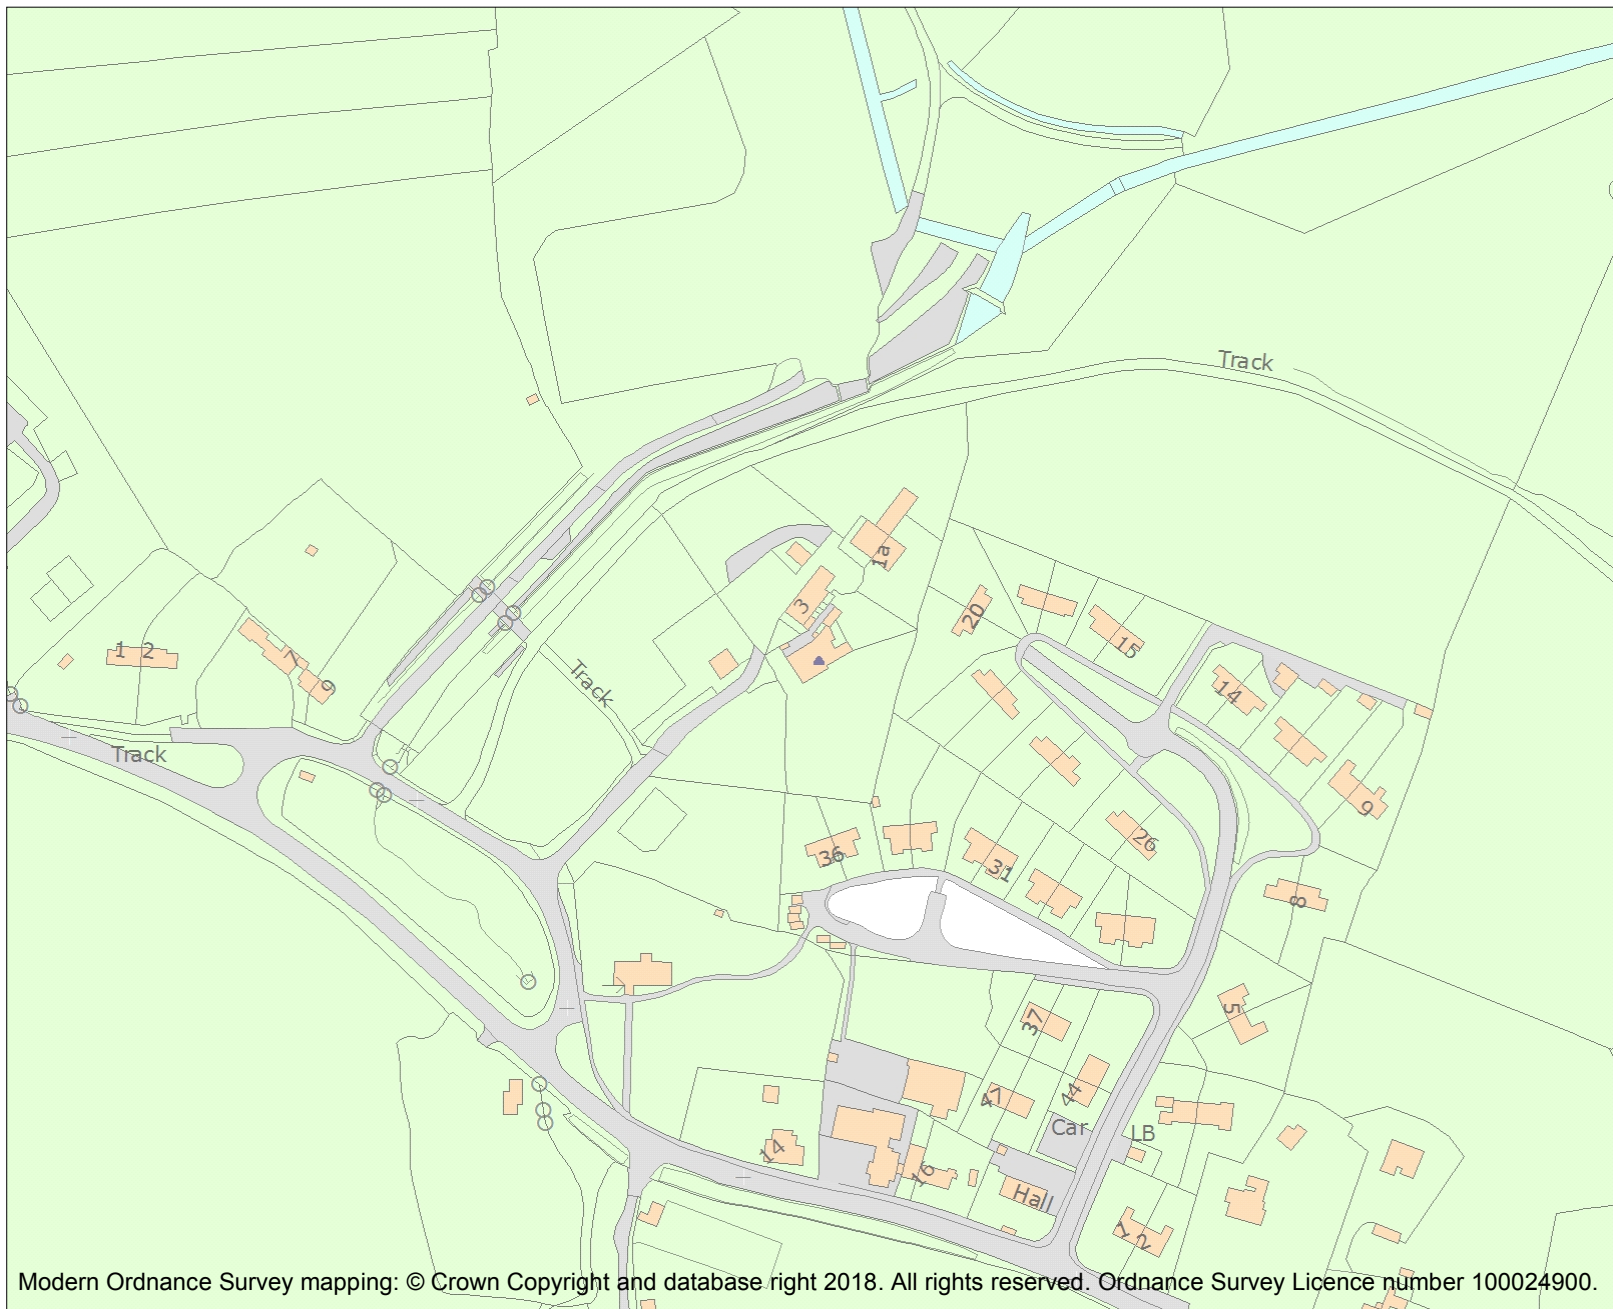 Track
1a
3
20
15
1 2
7
9
Track
14
Track
9
26
36
31
8
5
37
47
44
Car
LB
14
16
Hall
1 2
Modern Ordnance Survey mapping: © Crown Copyright and database right 2018. All rights reserved. Ordnance Survey Licence number 100024900.